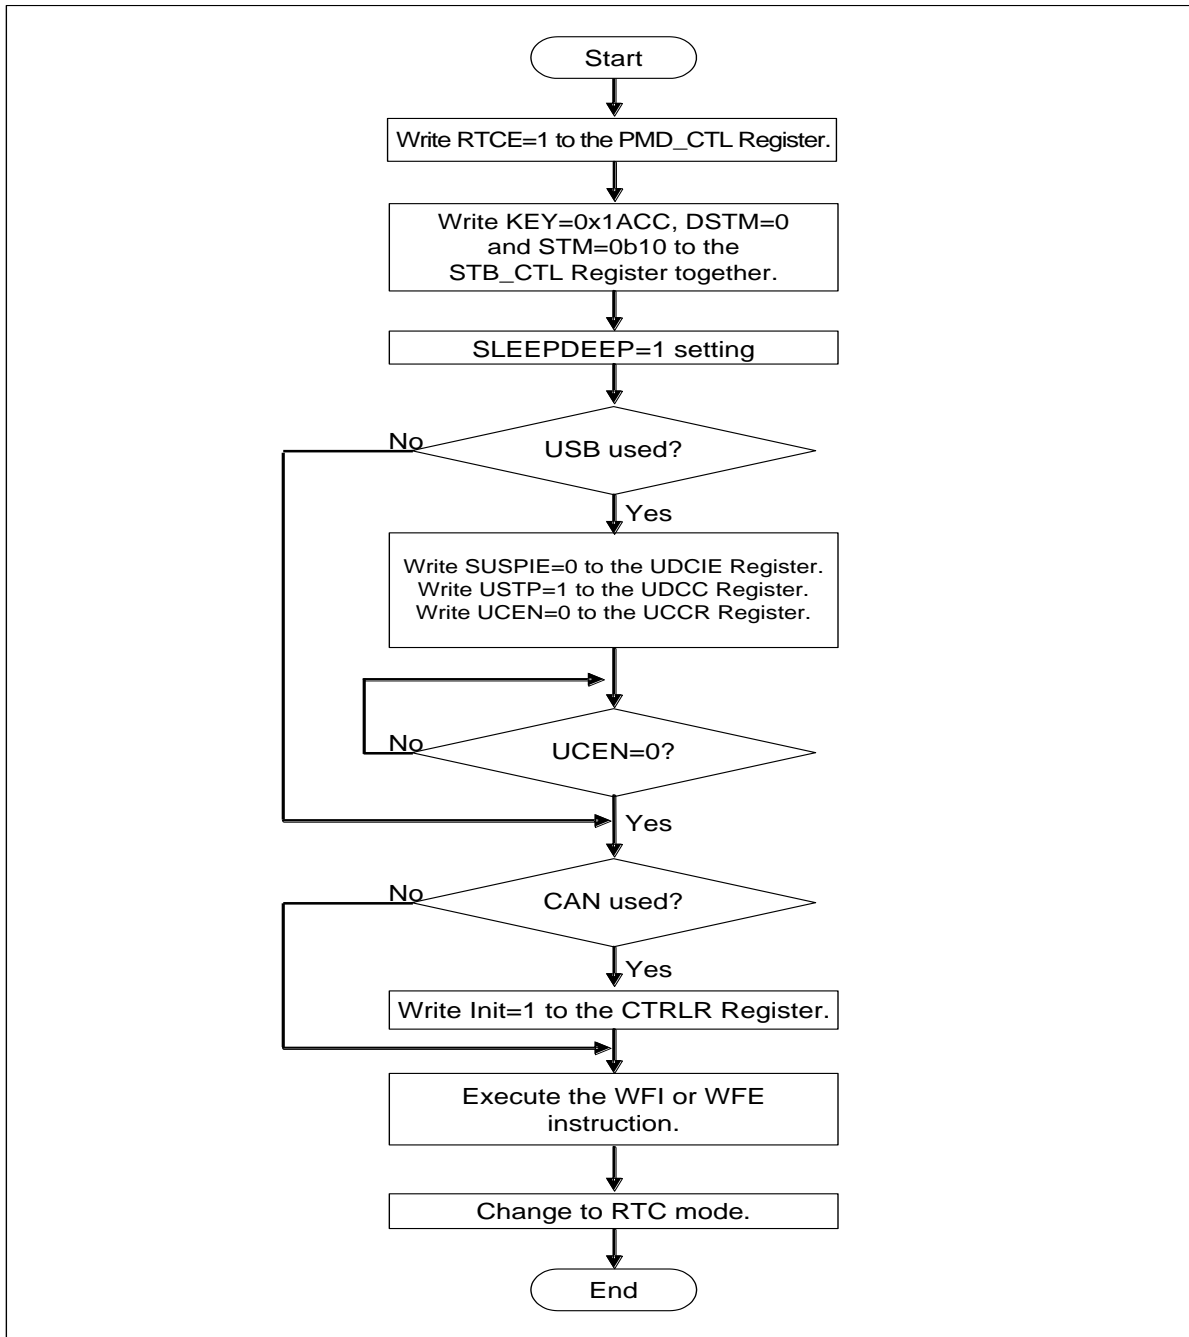 Start
Write RTCE=1 to the PMD_CTL Register.
Write KEY=0x1ACC, DSTM=0
and STM=0b10 to the
STB_CTL Register together.
SLEEPDEEP=1 setting
No
USB used?
Yes
Write SUSPIE=0 to the UDCIE Register.
Write USTP=1 to the UDCC Register.
Write UCEN=0 to the UCCR Register.
No
UCEN=0?
Yes
No
CAN used?
Yes
Write Init=1 to the CTRLR Register.
Execute the WFI or WFE
instruction.
Change to RTC mode.
End